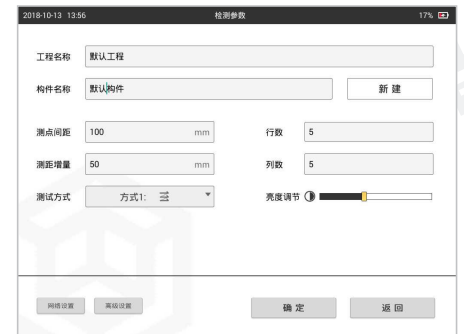 2018-10-13 13:56 检测参数 17%
工程名称 默认工程
构件名称 默认构件 新建
测点间距 100 mm 行数 5
测距增量 50 mm 列数 5
测试方式 方式1: 亮度调节
网络设置 高级设置 确定 返回